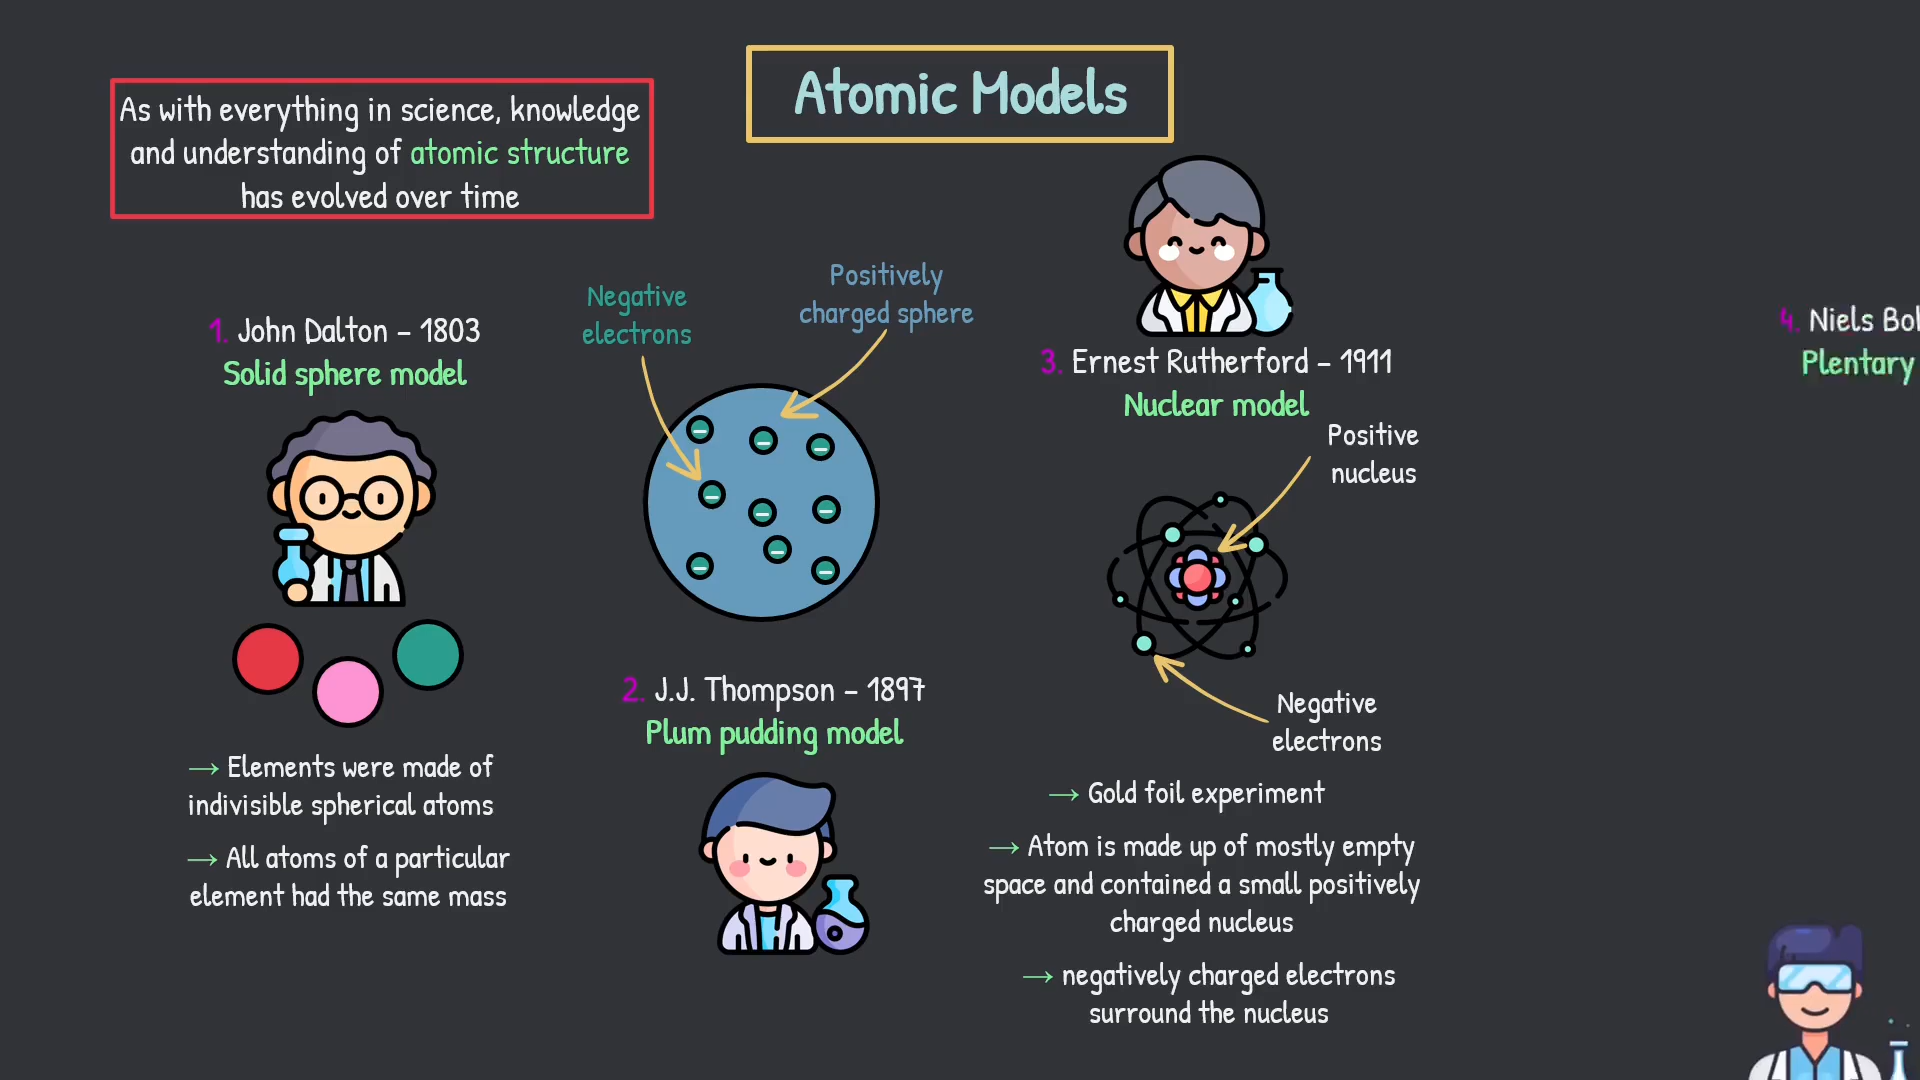 Atomic Models
As with everything in science, knowledge
and understanding of atomic structure
has evolved over time
1. John Dalton – 1803
Solid sphere model
→ Elements were made of
indivisible spherical atoms
→ All atoms of a particular
element had the same mass
Negative
electrons
Positively
charged sphere
2. J.J. Thompson – 1897
Plum pudding model
3. Ernest Rutherford – 1911
Nuclear model
Positive
nucleus
Negative
electrons
→ Gold foil experiment
→ Atom is made up of mostly empty
space and contained a small positively
charged nucleus
→ negatively charged electrons
surround the nucleus
4. Niels
Plentary